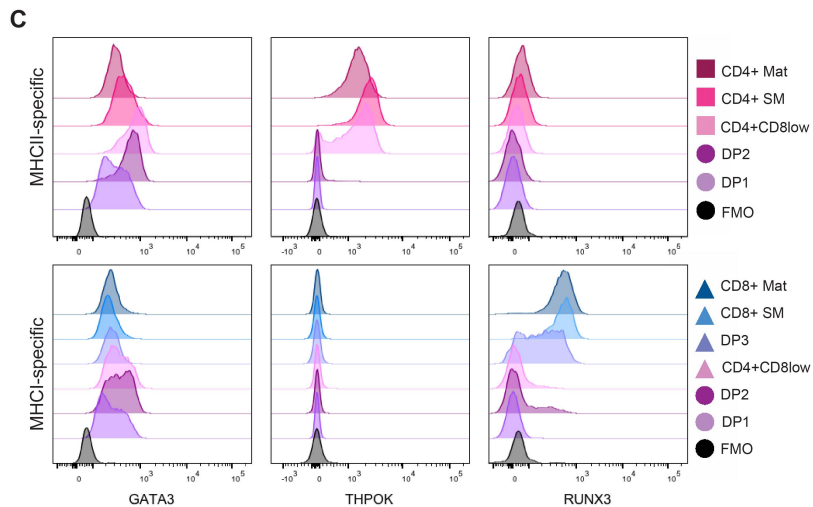 C
MHCII-specific
CD4+ Mat
CD4+ SM
CD4+CD8low
DP2
DP1
FMO
0 10³ 10⁴ 10⁵
-10³ 0 10³ 10⁴ 10⁵
0 10³ 10⁴ 10⁵
MHCI-specific
CD8+ Mat
CD8+ SM
DP3
CD4+CD8low
DP2
DP1
FMO
0 10³ 10⁴ 10⁵
-10³ 0 10³ 10⁴ 10⁵
0 10³ 10⁴ 10⁵
GATA3
THPOK
RUNX3